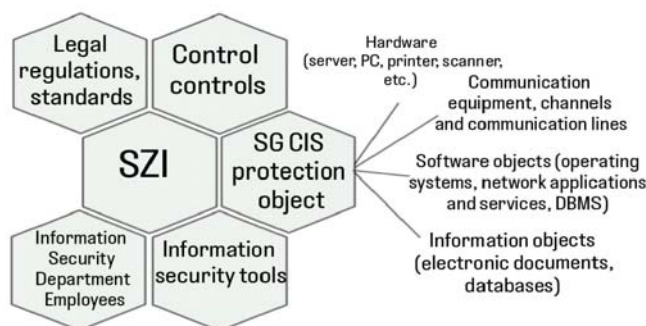 Legal
regulations,
standards
Control
controls
Hardware
(server, PC, printer, scanner,
etc.)
Communication
equipment, channels
and communication lines
SZI
SG CIS
protection
object
Software objects (operating
systems, network applications
and services, DBMS)
Information
Security
Department
Employees
Information
security tools
Information objects
(electronic documents,
databases)